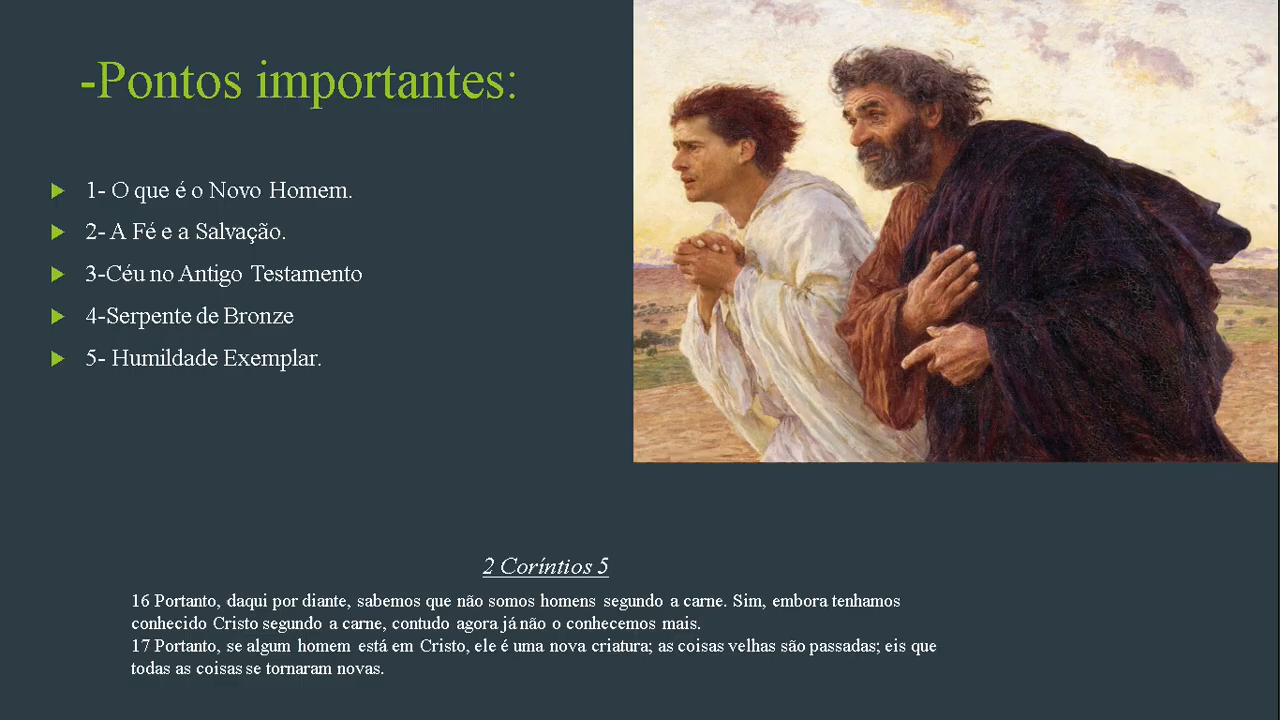 -Pontos importantes:
1- O que é o Novo Homem.
2- A Fé e a Salvação.
3-Céu no Antigo Testamento
4-Serpente de Bronze
5- Humildade Exemplar.
2 Coríntios 5
16 Portanto, daqui por diante, sabemos que não somos homens segundo a carne. Sim, embora tenhamos
conhecido Cristo segundo a carne, contudo agora já não o conhecemos mais.
17 Portanto, se algum homem está em Cristo, ele é uma nova criatura; as coisas velhas são passadas; eis que
todas as coisas se tornaram novas.